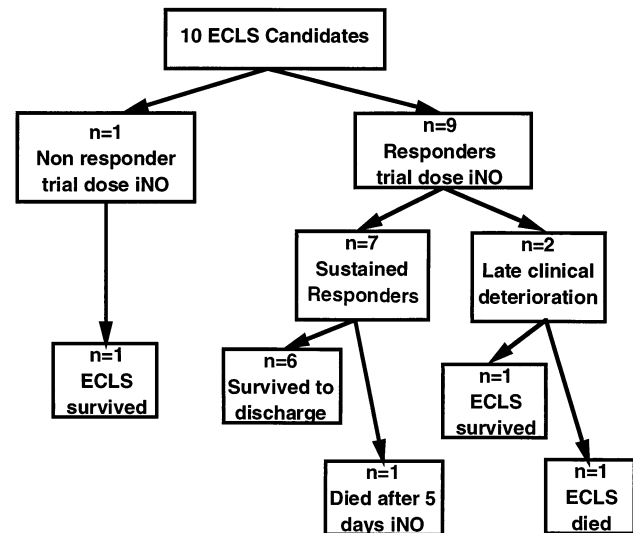 10 ECLS Candidates
n=1
Non responder
trial dose iNO
n=9
Responders
trial dose iNO
n=7
Sustained
Responders
n=2
Late clinical
deterioration
n=1
ECLS
survived
n=6
Survived to
discharge
n=1
ECLS
survived
n=1
Died after 5
days iNO
n=1
ECLS
died